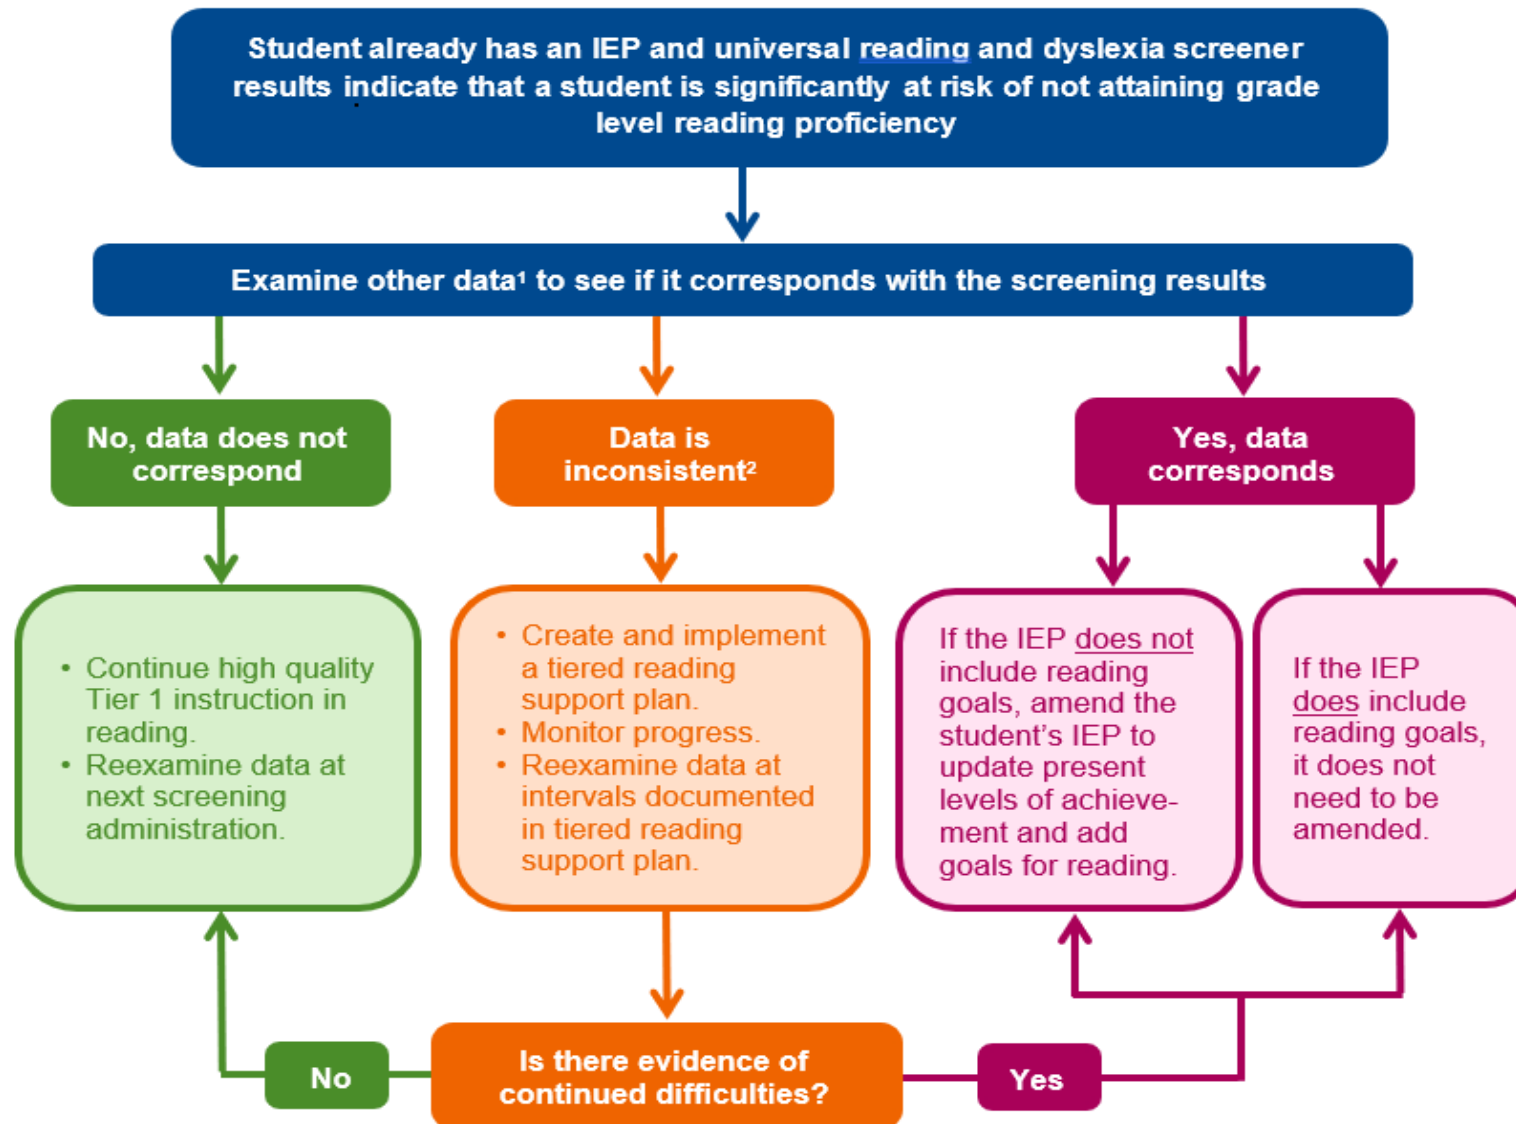 Student already has an IEP and universal reading and dyslexia screener
results indicate that a student is significantly at risk of not attaining grade
level reading proficiency
Examine other data¹ to see if it corresponds with the screening results
No, data does not
correspond
Data is
inconsistent²
Yes, data
corresponds
• Continue high quality
Tier 1 instruction in
reading.
• Reexamine data at
next screening
administration.
• Create and implement
a tiered reading
support plan.
• Monitor progress.
• Reexamine data at
intervals documented
in tiered reading
support plan.
If the IEP does not
include reading
goals, amend the
student’s IEP to
update present
levels of achieve-
ment and add
goals for reading.
If the IEP
does include
reading goals,
it does not
need to be
amended.
No
Is there evidence of
continued difficulties?
Yes